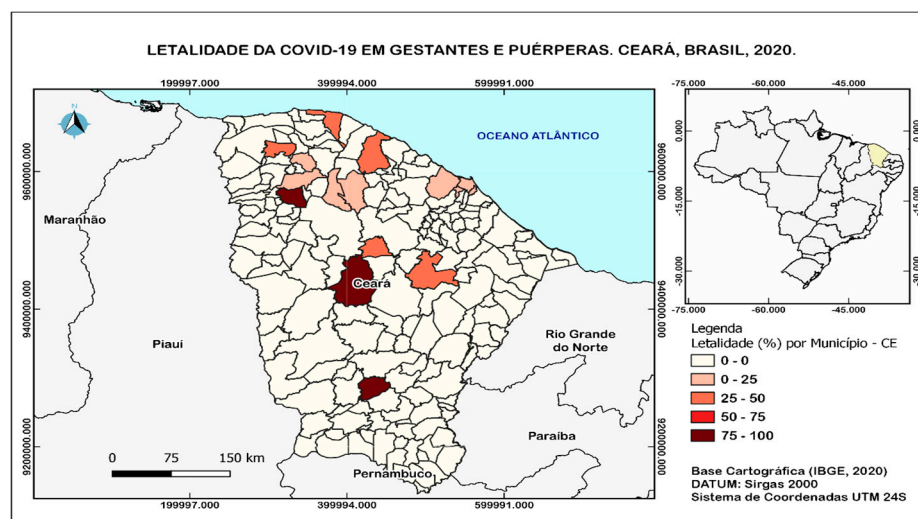 LETALIDADE DA COVID-19 EM GESTANTES E PUÉRPERAS. CEARÁ, BRASIL, 2020.
199997.000
399994.000
599991.000
N
OCEANO ATLÂNTICO
Maranhão
Ceará
Piauí
Rio Grande
do Norte
Paraíba
Pernambuco
9600000.000
9400000.000
9200000.000
9600000.000
9400000.000
9200000.000
0 75 150 km
199997.000
399994.000
599991.000
-75.000
-60.000
-45.000
0.000
-15.000
-30.000
0.000
-15.000
-30.000
-75.000
-60.000
-45.000
Legenda
Letalidade (%) por Município - CE
0 - 0
0 - 25
25 - 50
50 - 75
75 - 100
Base Cartográfica (IBGE, 2020)
DATUM: Sirgas 2000
Sistema de Coordenadas UTM 24S